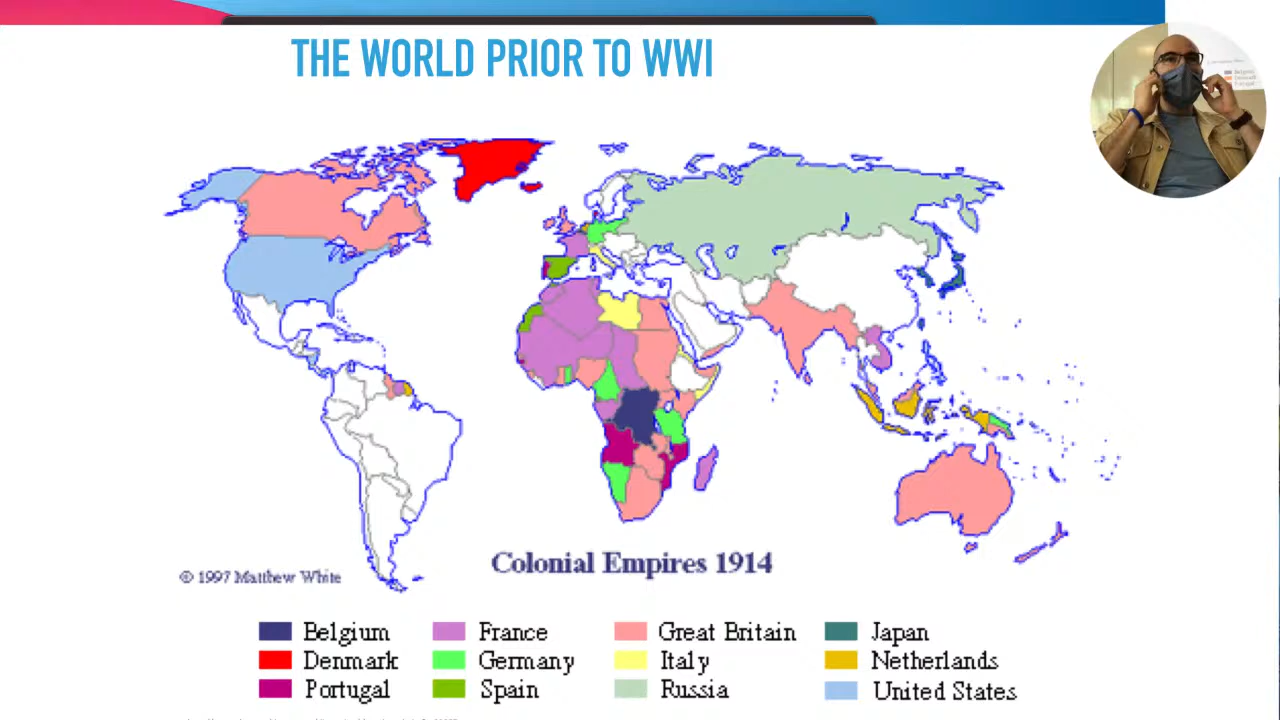 THE WORLD PRIOR TO WWI
Colonial Empires 1914
© 1997 Matthew White
Belgium France Great Britain Japan
Denmark Germany Italy Netherlands
Portugal Spain Russia United States